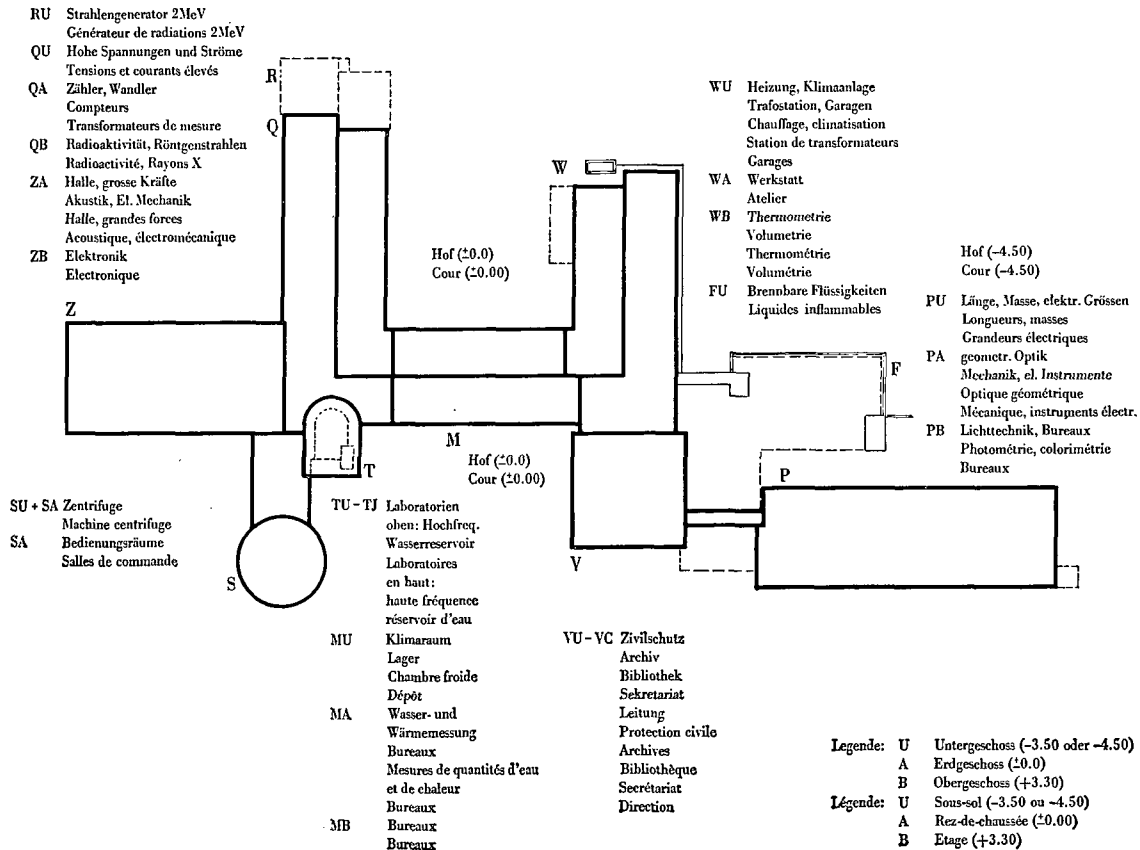 RU Strahlengenerator 2MeV
Générateur de radiations 2MeV
QU Hohe Spannungen und Ströme
Tensions et courants élevés
QA Zähler, Wandler
Compteurs
Transformateurs de mesure
QB Radioaktivität, Röntgenstrahlen
Radioactivité, Rayons X
ZA Halle, grosse Kräfte
Akustik, El. Mechanik
Halle, grandes forces
Acoustique, électromécanique
ZB Elektronik
Electronique
R
Q
Z
Hof (±0.0)
Cour (±0.00)
W
WU Heizung, Klimaanlage
Trafostation, Garagen
Chauffage, climatisation
Station de transformateurs
Garages
WA Werkstatt
Atelier
WB Thermometrie
Volumetrie
Thermométrie
Volumétrie
FU Brennbare Flüssigkeiten
Liquides inflammables
Hof (-4.50)
Cour (-4.50)
PU Länge, Masse, elektr. Grössen
Longueurs, masses
Grandeurs électriques
PA geometr. Optik
Mechanik, el. Instrumente
Optique géométrique
Mécanique, instruments électr.
PB Lichttechnik, Bureaux
Photométrie, colorimétrie
Bureaux
F
M
T
P
Hof (±0.0)
Cour (±0.00)
V
S
SU + SA Zentrifuge
Machine centrifuge
SA Bedienungsräume
Salles de commande
TU - TJ Laboratorien
oben: Hochfreq.
Wasserreservoir
Laboratoires
en haut:
haute fréquence
réservoir d'eau
MU Klimaraum
Lager
Chambre froide
Dépôt
MA Wasser- und
Wärmemessung
Bureaux
Mesures de quantités d'eau
et de chaleur
Bureaux
MB Bureaux
Bureaux
VU - VC Zivilschutz
Archiv
Bibliothek
Sekretariat
Leitung
Protection civile
Archives
Bibliothèque
Secrétariat
Direction
Legende: U Untergeschoss (-3.50 oder -4.50)
A Erdgeschoss (±0.0)
B Obergeschoss (+3.30)
Légende: U Sous-sol (-3.50 ou -4.50)
A Rez-de-chaussée (±0.00)
B Etage (+3.30)